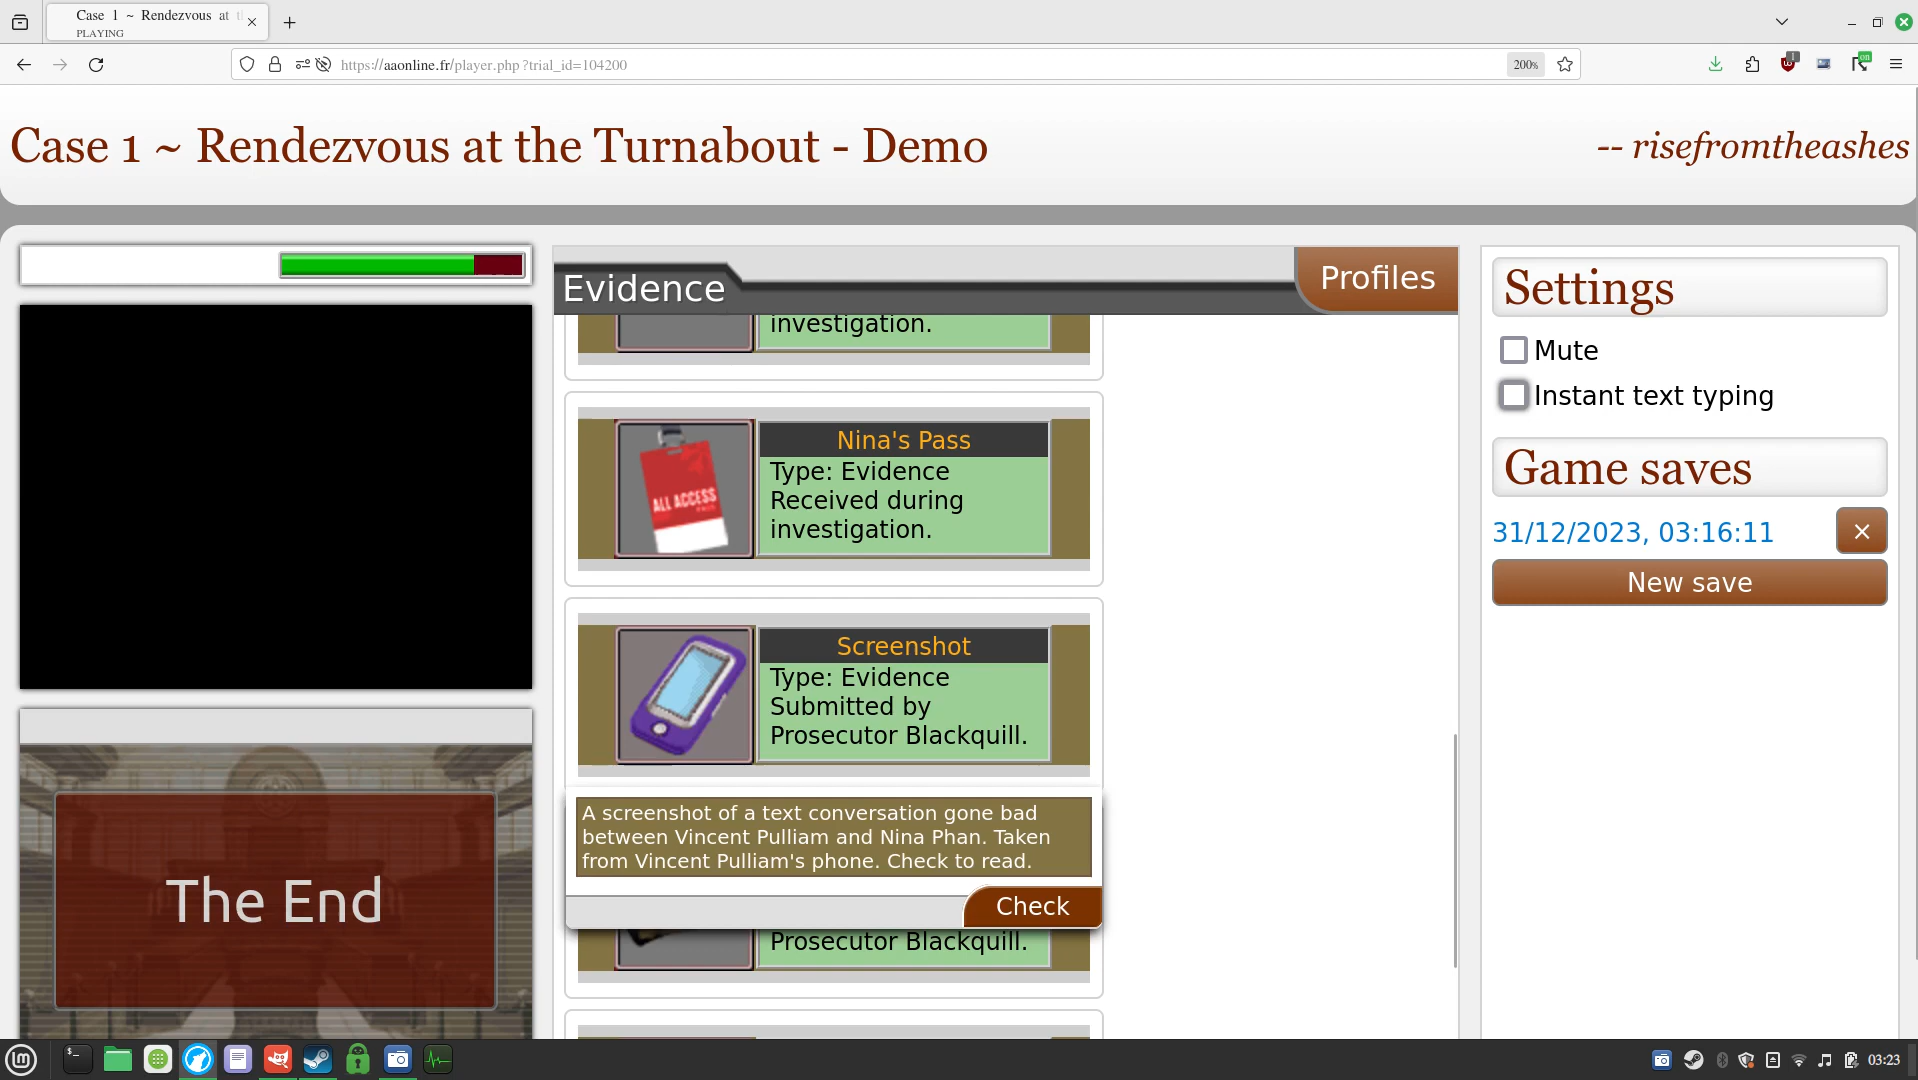 Case 1 ~ Rendezvous at t
PLAYING
https://aaonline.fr/player.php?trial_id=104200
200%
1
on
Case 1 ~ Rendezvous at the Turnabout - Demo
-- risefromtheashes
Evidence
Profiles
investigation.
Nina's Pass
Type: Evidence
Received during
investigation.
ALL ACCESS
Screenshot
Type: Evidence
Submitted by
Prosecutor Blackquill.
A screenshot of a text conversation gone bad
between Vincent Pulliam and Nina Phan. Taken
from Vincent Pulliam's phone. Check to read.
Check
Prosecutor Blackquill.
The End
Settings
Mute
Instant text typing
Game saves
31/12/2023, 03:16:11
×
New save
03:23